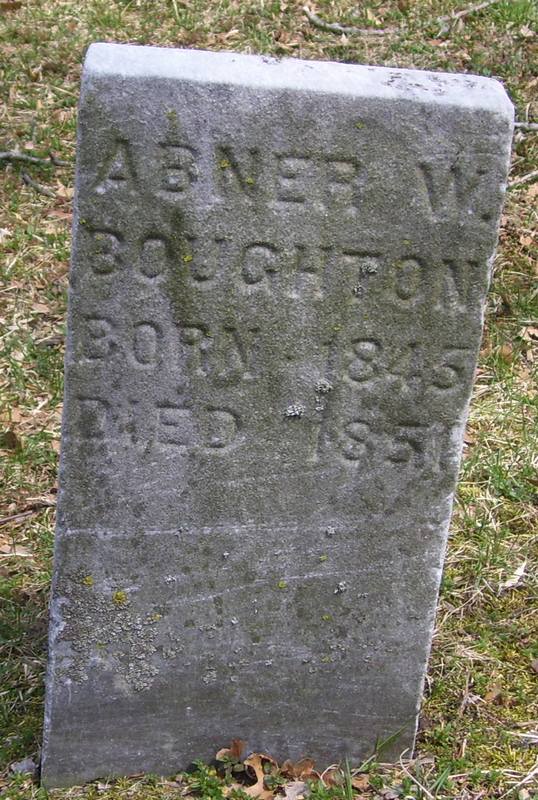 ABNER W.
BOUGHTON
BORN 1845
DIED 1851